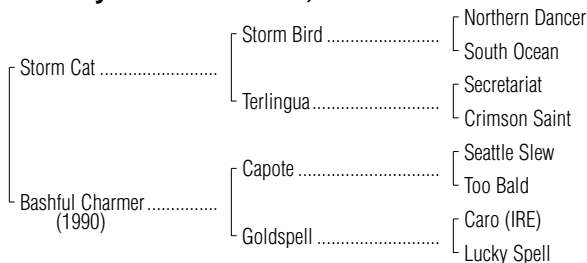 Northern Dancer
Storm Bird ........................................
South Ocean
Storm Cat ..........................
Secretariat
Terlingua....................................
Crimson Saint
Seattle Slew
Capote ........................................
Too Bald
Bashful Charmer................
(1990)
Caro (IRE)
Goldspell ....................................
Lucky Spell